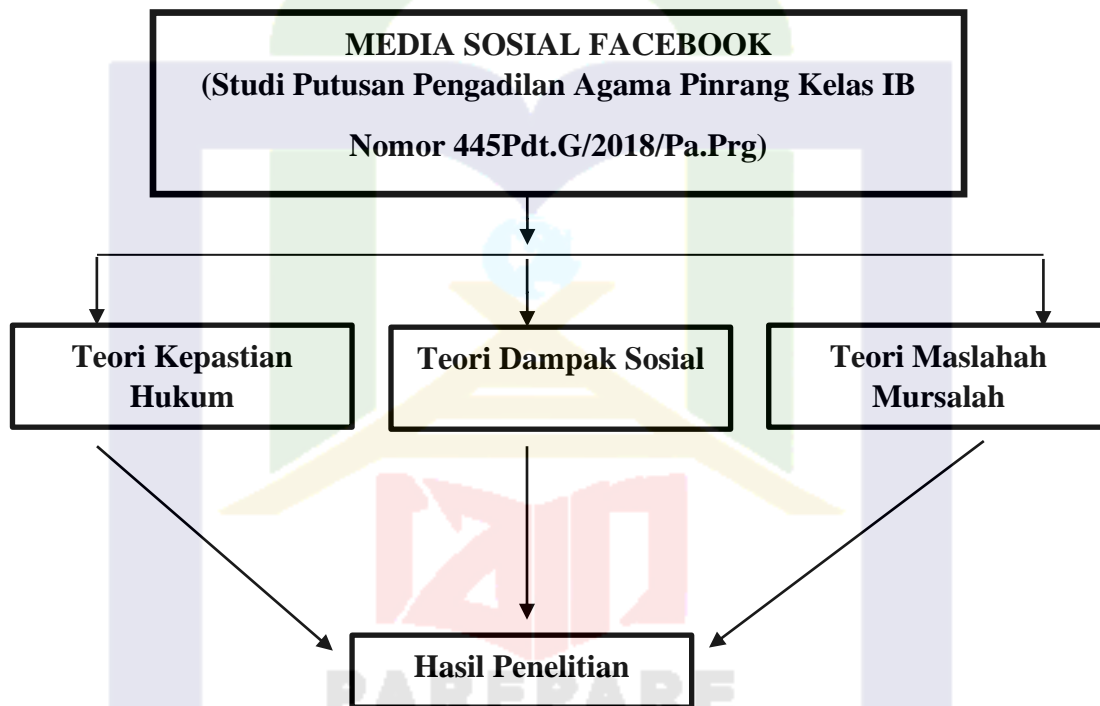 MEDIA SOSIAL FACEBOOK
(Studi Putusan Pengadilan Agama Pinrang Kelas IB
Nomor 445Pdt.G/2018/Pa.Prg)
Teori Kepastian
Hukum
Teori Dampak Sosial
Teori Maslahah
Mursalah
Hasil Penelitian
PAREPARE